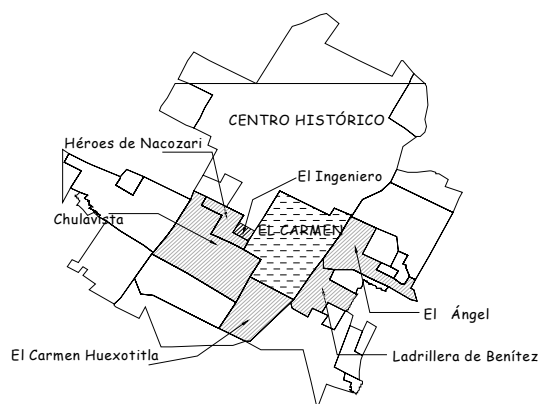 CENTRO HISTÓRICO
Héroes de Nacozari
El Ingeniero
Chulavista
EL CARMEN
El Ángel
El Carmen Huexotitla
Ladrillera de Benítez